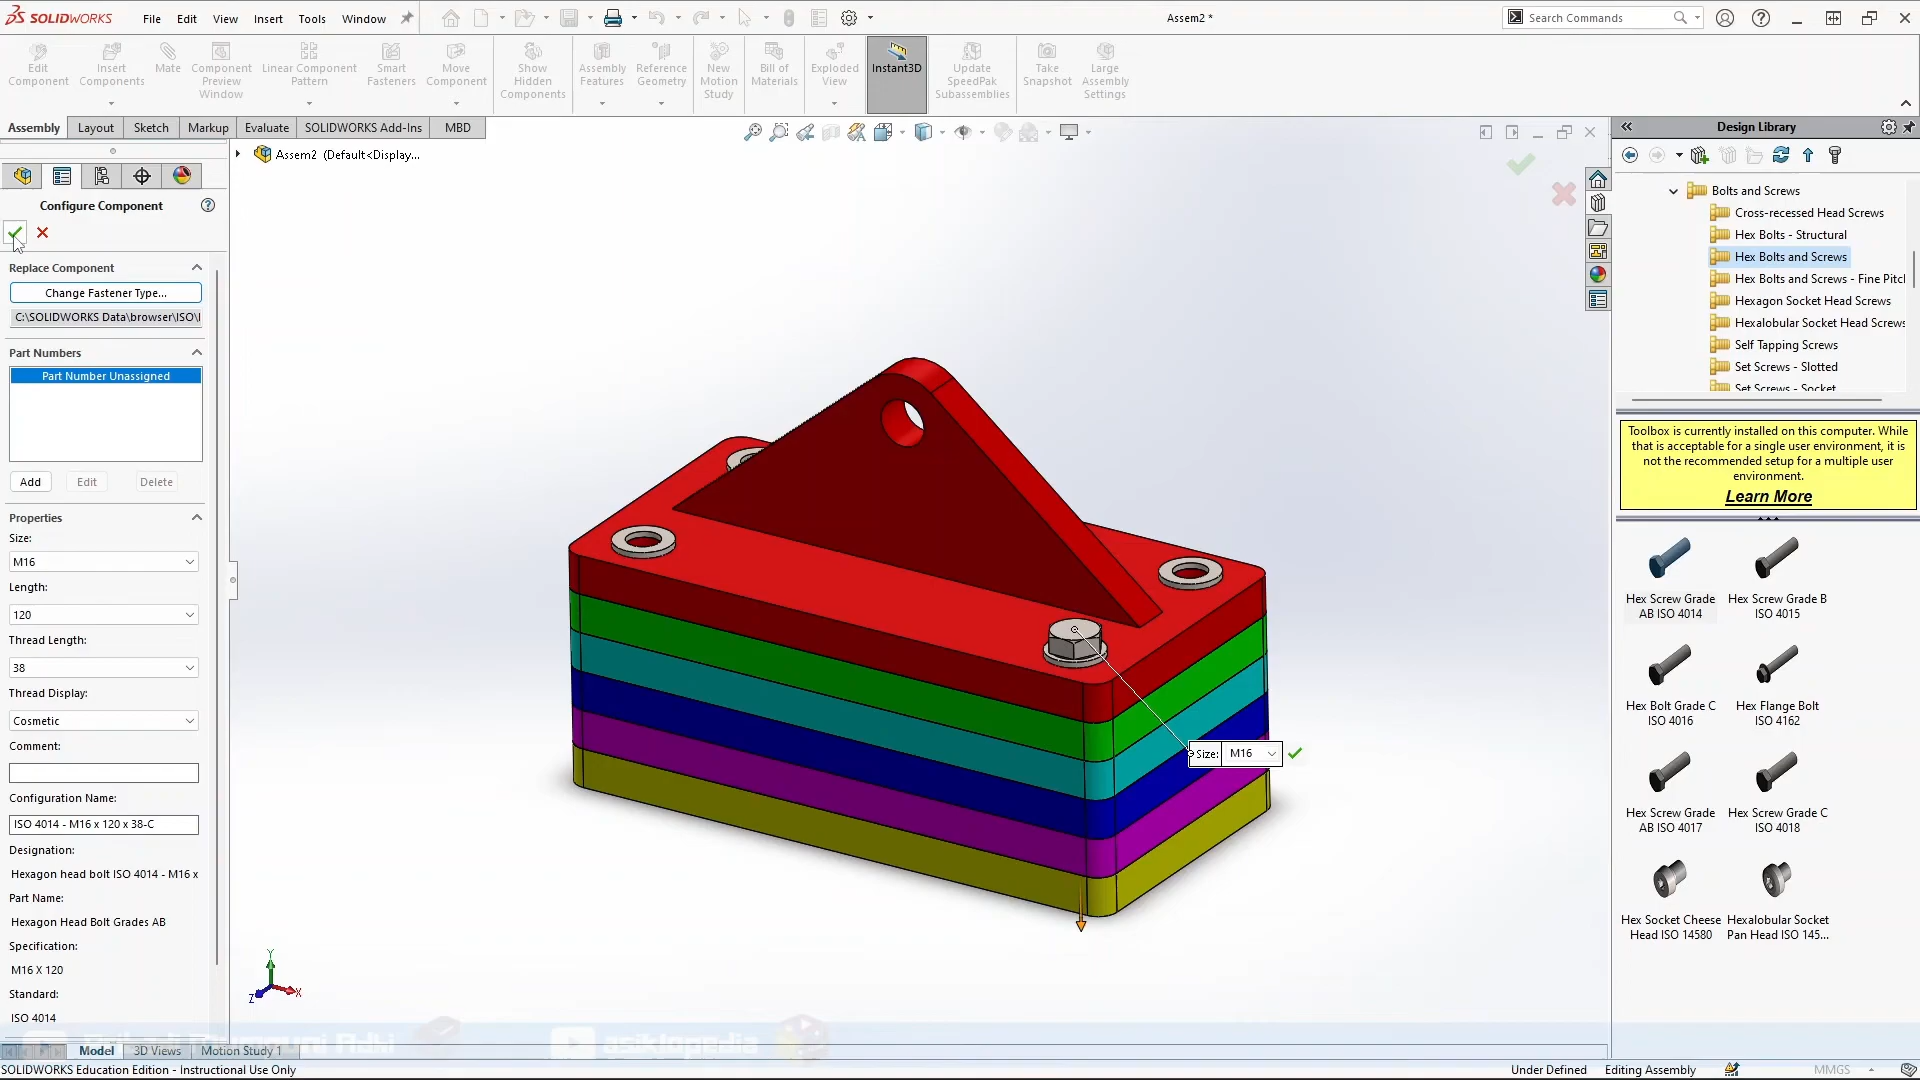 SOLIDWORKS
File Edit View Insert Tools Window
Assem2 *
Search Commands
Edit Component
Insert Components
Mate
Component Preview Window
Linear Component Pattern
Smart Fasteners
Move Component
Show Hidden Components
Assembly Features
Reference Geometry
New Motion Study
Bill of Materials
Exploded View
Instant3D
Update SpeedPak Subassemblies
Take Snapshot
Large Assembly Settings
Assembly Layout Sketch Markup Evaluate SOLIDWORKS Add-Ins MBD
Assem2 (Default<Display...
Configure Component
Replace Component
Change Fastener Type...
C:\SOLIDWORKS Data\browser\ISO\
Part Numbers
Part Number Unassigned
Add Edit Delete
Properties
Size:
M16
Length:
120
Thread Length:
38
Thread Display:
Cosmetic
Comment:
Configuration Name:
ISO 4014 - M16 x 120 x 38-C
Designation:
Hexagon head bolt ISO 4014 - M16 x
Part Name:
Hexagon Head Bolt Grades AB
Specification:
M16 X 120
Standard:
ISO 4014
Size: M16
Y
X
Z
Design Library
Bolts and Screws
Cross-recessed Head Screws
Hex Bolts - Structural
Hex Bolts and Screws
Hex Bolts and Screws - Fine Pitc
Hexagon Socket Head Screws
Hexalobular Socket Head Screws
Self Tapping Screws
Set Screws - Slotted
Set Screws - Socket
Toolbox is currently installed on this computer. While
that is acceptable for a single user environment, it is
not the recommended setup for a multiple user
environment.
Learn More
Hex Screw Grade AB ISO 4014
Hex Screw Grade B ISO 4015
Hex Bolt Grade C ISO 4016
Hex Flange Bolt ISO 4162
Hex Screw Grade AB ISO 4017
Hex Screw Grade C ISO 4018
Hex Socket Cheese Head ISO 14580
Hexalobular Socket Pan Head ISO 145...
asiklopedia
Model 3D Views Motion Study 1
SOLIDWORKS Education Edition - Instructional Use Only
Under Defined Editing Assembly MMGS